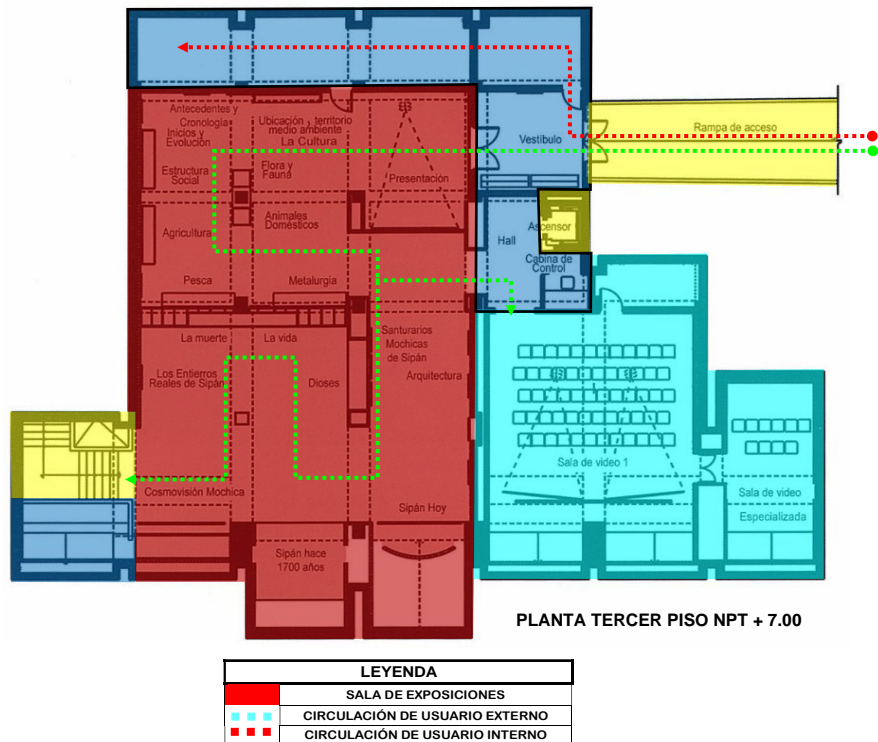 Antecedentes y
Cronología
Inicios y
Evolución
Estructura
Social
Ubicación y territorio
medio ambiente
La Cultura
Flora y
Fauna
Presentación
Vestíbulo
Rampa de acceso
Agricultura
Animales
Domésticos
Hall
Ascensor
Cabina de
Control
Pesca
Metalurgia
La muerte
La vida
Santurarios
Mochicas
de Sipán
Los Entierros
Reales de Sipán
Dioses
Arquitectura
Sala de video 1
Cosmovisión Mochica
Sala de video
Especializada
Sipán Hoy
Sipán hace
1700 años
PLANTA TERCER PISO NPT + 7.00
LEYENDA
SALA DE EXPOSICIONES
CIRCULACIÓN DE USUARIO EXTERNO
CIRCULACIÓN DE USUARIO INTERNO